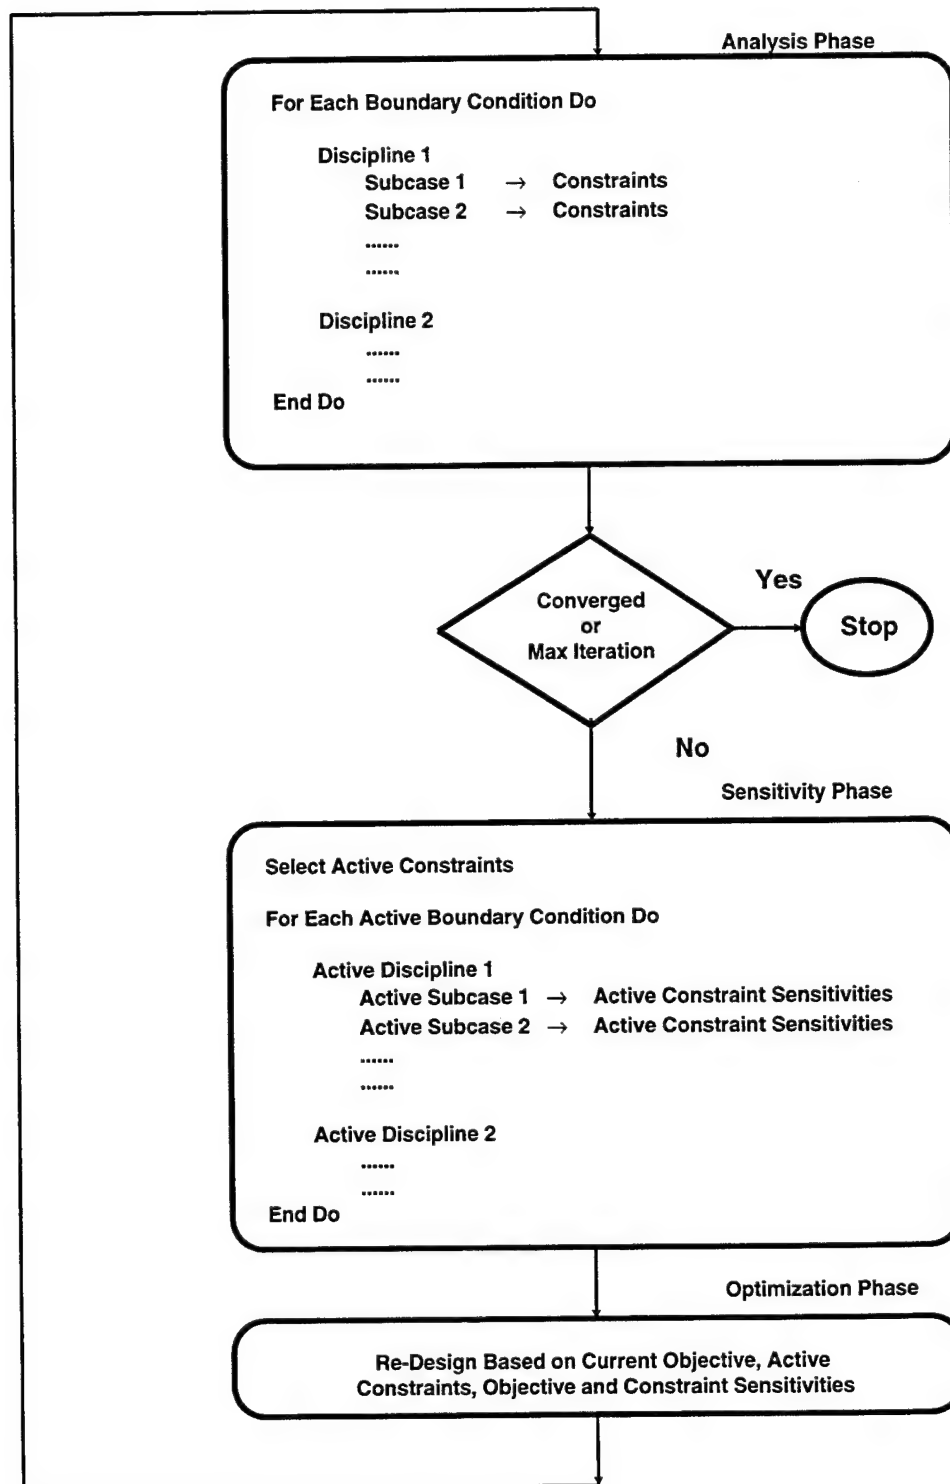 Analysis Phase
For Each Boundary Condition Do
Discipline 1
Subcase 1 → Constraints
Subcase 2 → Constraints
......
......
Discipline 2
......
......
End Do
Converged
or
Max Iteration
Yes
Stop
No
Sensitivity Phase
Select Active Constraints
For Each Active Boundary Condition Do
Active Discipline 1
Active Subcase 1 → Active Constraint Sensitivities
Active Subcase 2 → Active Constraint Sensitivities
......
......
Active Discipline 2
......
......
End Do
Optimization Phase
Re-Design Based on Current Objective, Active
Constraints, Objective and Constraint Sensitivities